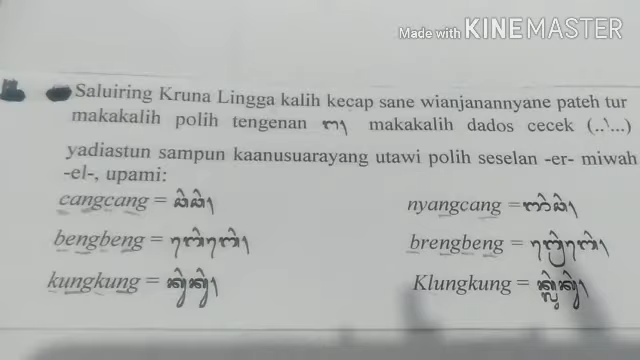 Made with KINEMASTER
Saluiring Kruna Lingga kalih kecap sane wianjanannyane pateh tur
makakalih polih tengenan makakalih dados cecek (..ᬂ...)
yadiastun sampun kaanusuarayang utawi polih seselan -er- miwah
-el-, upami:
cangcang = nyangcang =
bengbeng = brengbeng =
kungkung = Klungkung =